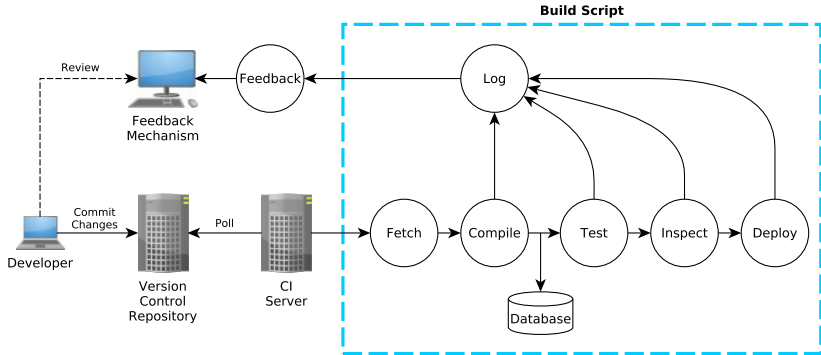 Build Script
Review
Feedback
Log
Feedback
Mechanism
Commit
Changes
Poll
Fetch
Compile
Test
Inspect
Deploy
Developer
Version
Control
Repository
CI
Server
Database